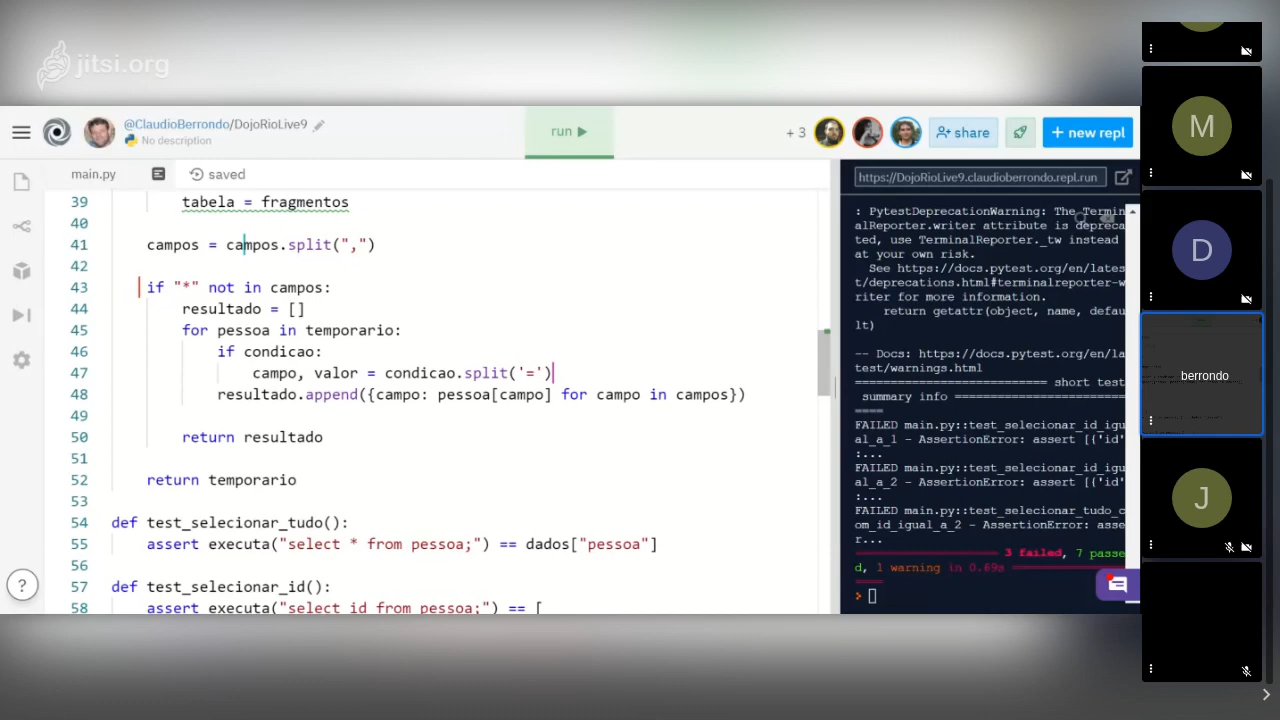 jitsi.org
@ClaudioBerrondo/DojoRioLive9
No description
run
+ 3
share
+ new repl
main.py
saved
39 tabela = fragmentos
40
41 campos = campos.split(",")
42
43 if "*" not in campos:
44 resultado = []
45 for pessoa in temporario:
46 if condicao:
47 campo, valor = condicao.split('=')
48 resultado.append({campo: pessoa[campo] for campo in campos})
49
50 return resultado
51
52 return temporario
53
54 def test_selecionar_tudo():
55 assert executa("select * from pessoa;") == dados["pessoa"]
56
57 def test_selecionar_id():
58 assert executa("select id from pessoa;") == [
?
https://DojoRioLive9.claudioberrondo.repl.run
: PytestDeprecationWarning: The Termin
alReporter.writer attribute is depreca
ted, use TerminalReporter._tw instead
at your own risk.
See https://docs.pytest.org/en/lates
t/deprecations.html#terminalreporter-w
riter for more information.
return getattr(object, name, defau
lt)
-- Docs: https://docs.pytest.org/en/la
test/warnings.html
========================= short test
summary info =========================
====
FAILED main.py::test_selecionar_id_igu
al_a_1 - AssertionError: assert [{'id'
:...
FAILED main.py::test_selecionar_id_igu
al_a_2 - AssertionError: assert [{'id'
:...
FAILED main.py::test_selecionar_tudo_c
om_id_igual_a_2 - AssertionError: asse
r...
3 failed, 7 passe
d, 1 warning in 0.69s
M
D
berrondo
J